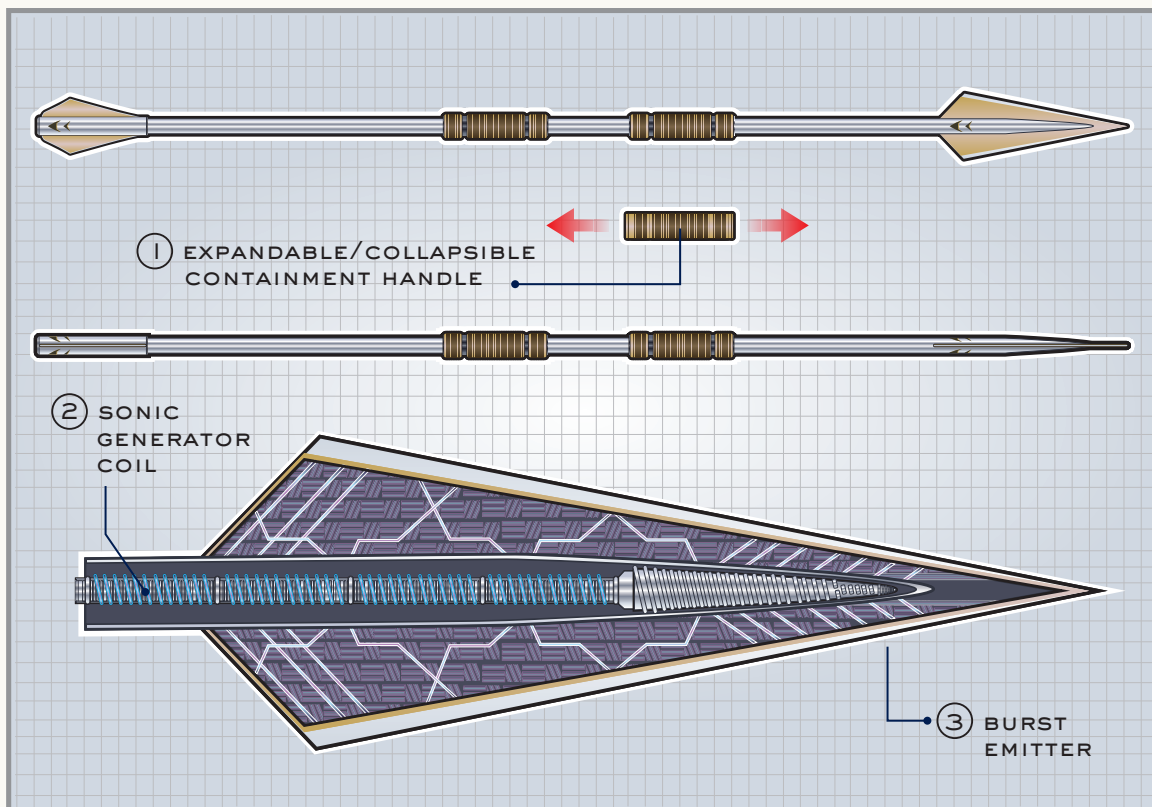 1 EXPANDABLE/COLLAPSIBLE
CONTAINMENT HANDLE
2 SONIC
GENERATOR
COIL
3 BURST
EMITTER